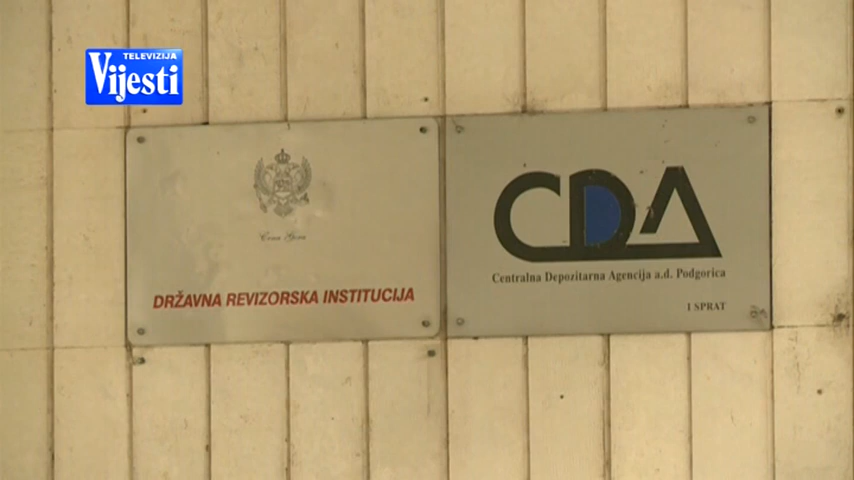 TELEVIZIJA
Vijesti
Crna Gora
DRŽAVNA REVIZORSKA INSTITUCIJA
CDA
Centralna Depozitarna Agencija a.d. Podgorica
I SPRAT